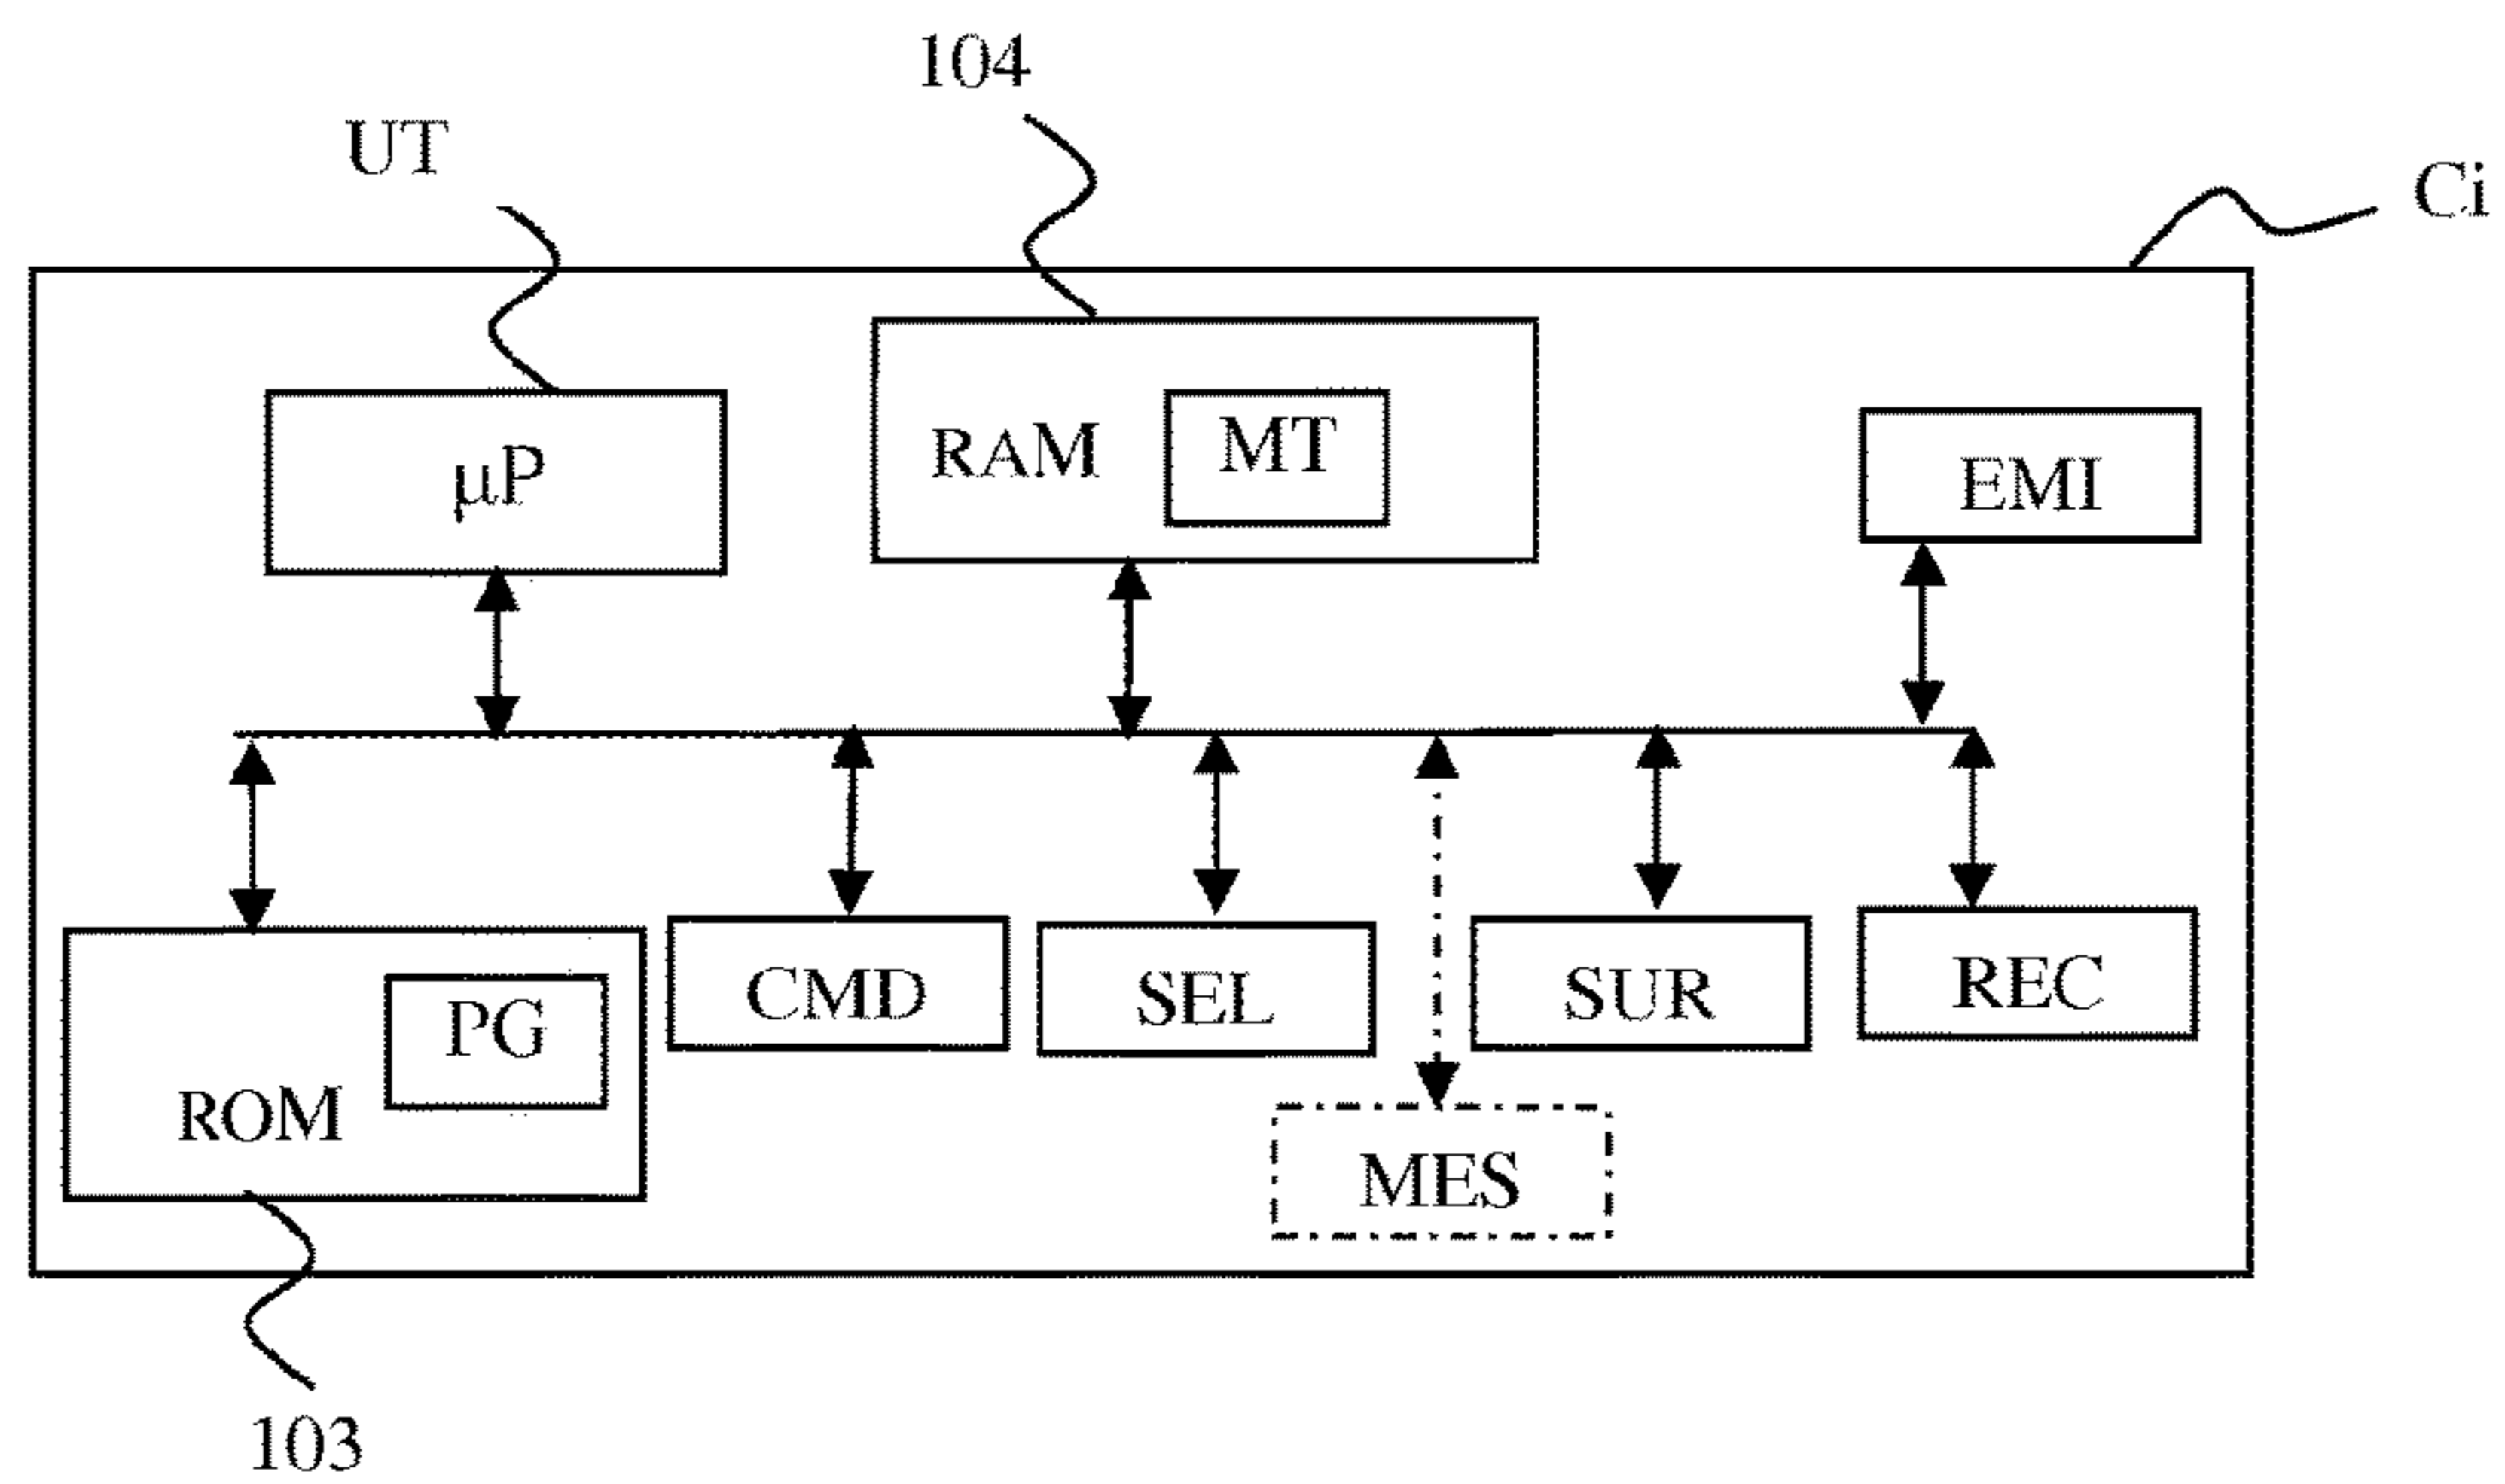 104
UT
Ci
µP
RAM
MT
EMI
CMD
SEL
SUR
REC
PG
ROM
MES
103